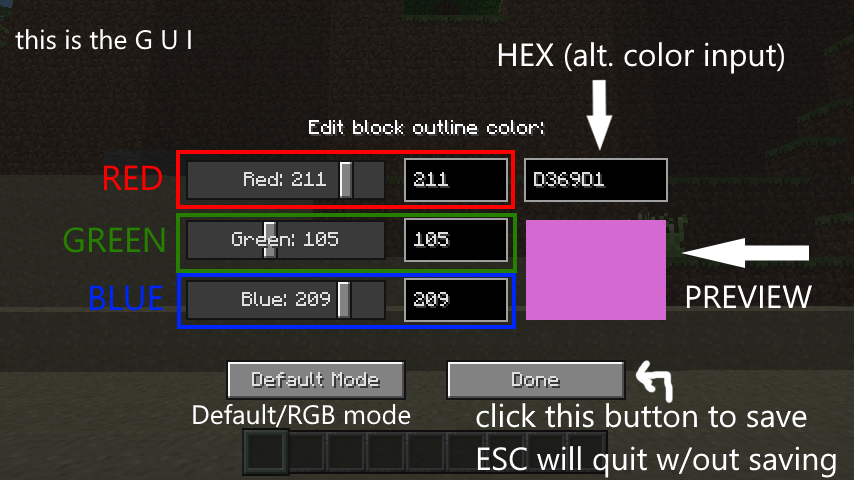 this is the G U I
HEX (alt. color input)
Edit block outline color:
RED
Red: 211
211
D369D1
GREEN
Green: 105
105
BLUE
Blue: 209
209
PREVIEW
Default Mode
Done
Default/RGB mode
click this button to save
ESC will quit w/out saving